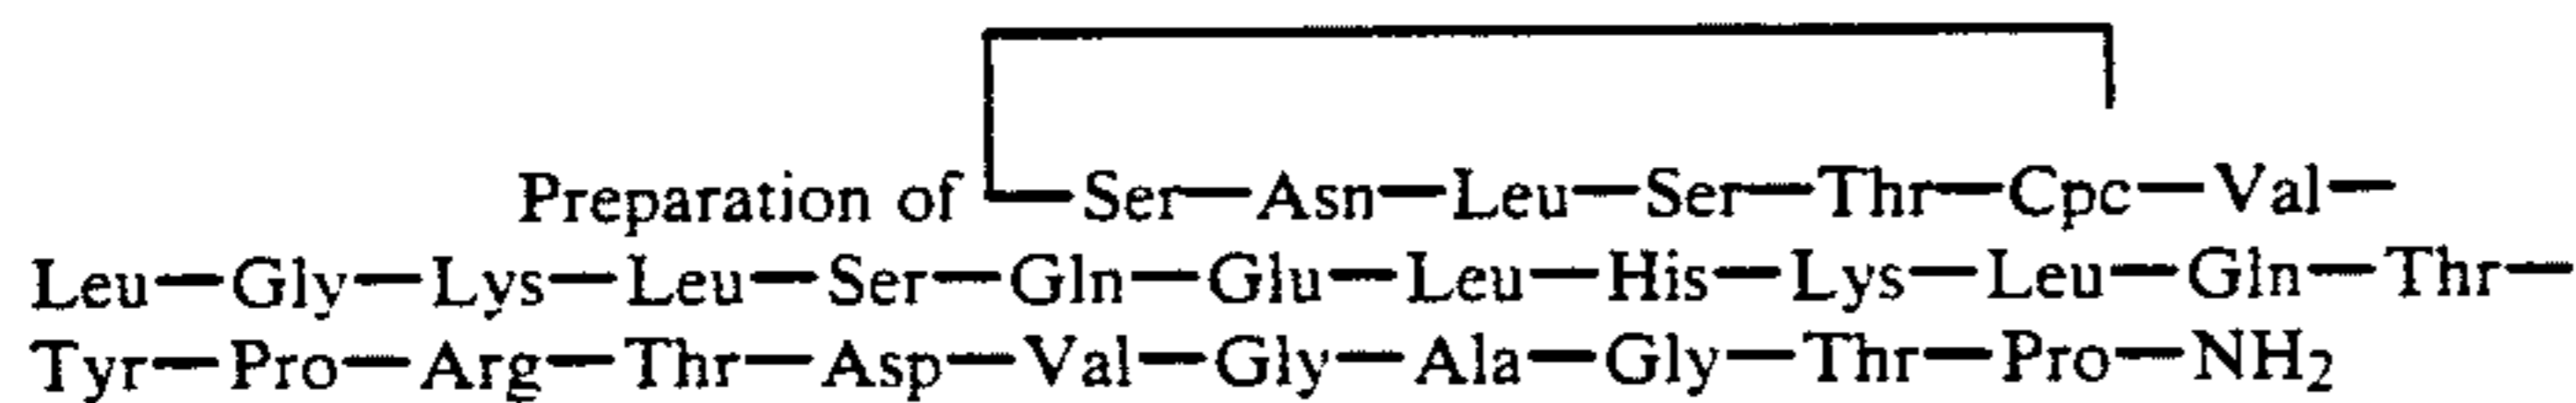 Preparation of Ser—Asn—Leu—Ser—Thr—Cpc—Val—
Leu—Gly—Lys—Leu—Ser—Gln—Glu—Leu—His—Lys—Leu—Gln—Thr—
Tyr—Pro—Arg—Thr—Asp—Val—Gly—Ala—Gly—Thr—Pro—NH₂